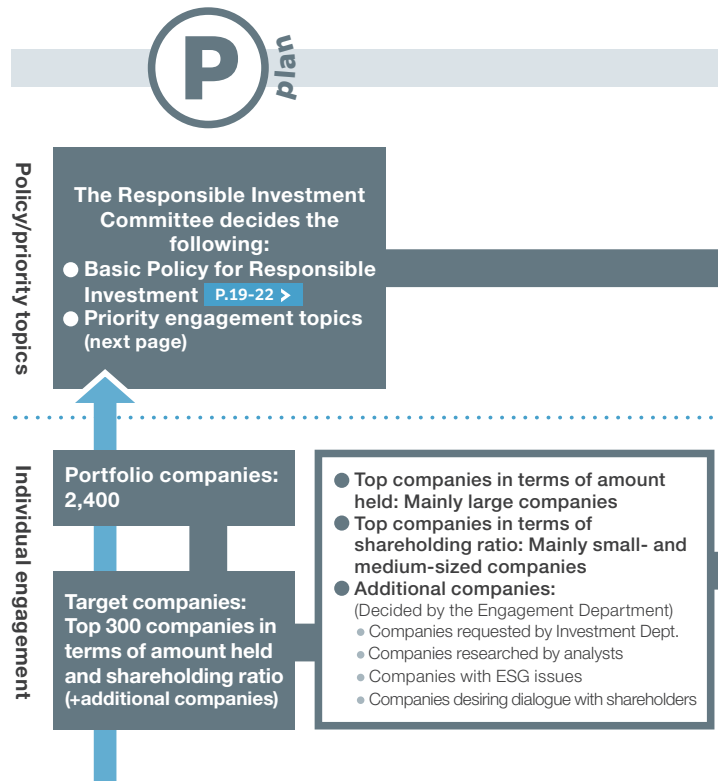 P
plan
Policy/priority topics
The Responsible Investment
Committee decides the
following:
● Basic Policy for Responsible
Investment P.19-22 >
● Priority engagement topics
(next page)
Individual engagement
Portfolio companies:
2,400
Target companies:
Top 300 companies in
terms of amount held
and shareholding ratio
(+additional companies)
● Top companies in terms of amount
held: Mainly large companies
● Top companies in terms of
shareholding ratio: Mainly small- and
medium-sized companies
● Additional companies:
(Decided by the Engagement Department)
● Companies requested by Investment Dept.
● Companies researched by analysts
● Companies with ESG issues
● Companies desiring dialogue with shareholders